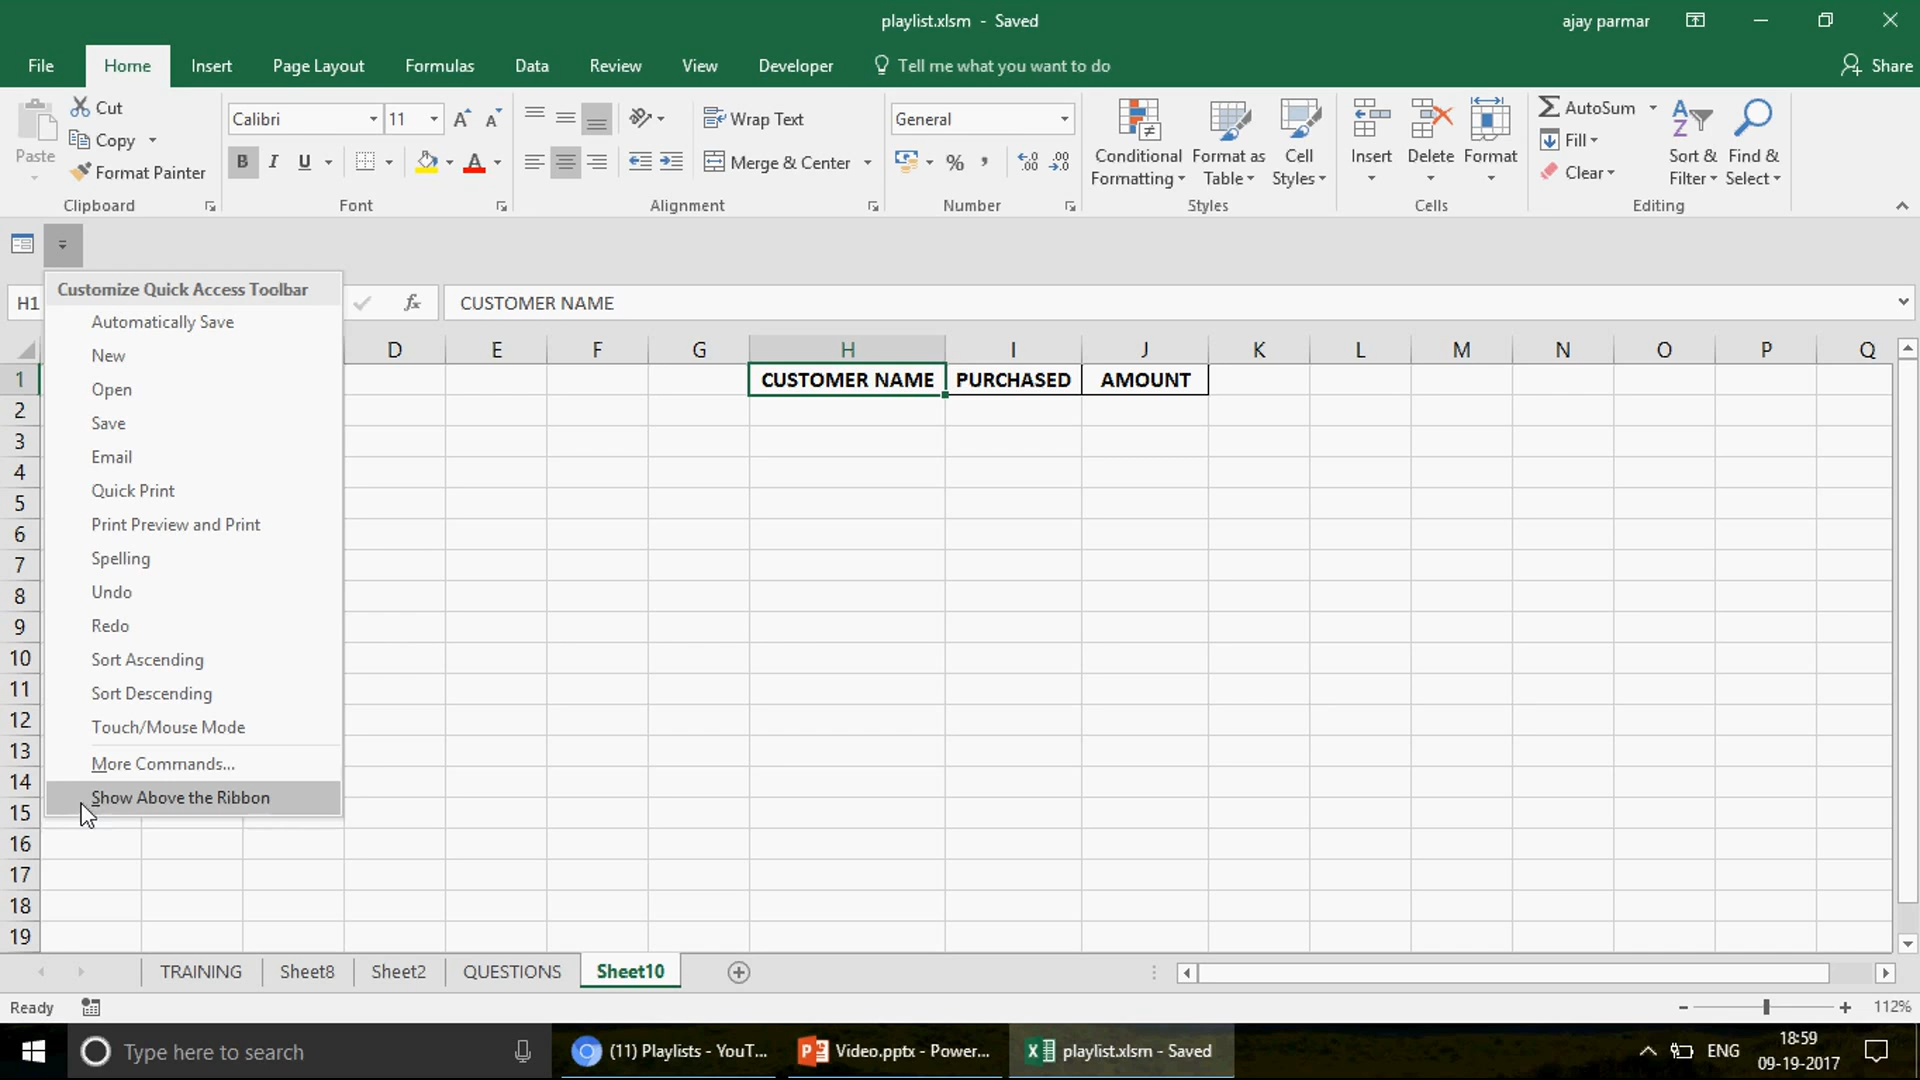 playlist.xlsm - Saved
ajay parmar
File Home Insert Page Layout Formulas Data Review View Developer Tell me what you want to do Share
Paste
Cut
Copy
Format Painter
Clipboard
Calibri 11
B I U A
Font
Wrap Text
Merge & Center
Alignment
General
%
Number
Conditional Formatting
Format as Table
Cell Styles
Styles
Insert
Delete
Format
Cells
AutoSum
Fill
Clear
Sort & Filter
Find & Select
Editing
H1
fx
CUSTOMER NAME
Customize Quick Access Toolbar
Automatically Save
New
Open
Save
Email
Quick Print
Print Preview and Print
Spelling
Undo
Redo
Sort Ascending
Sort Descending
Touch/Mouse Mode
More Commands...
Show Above the Ribbon
D E F G H I J K L M N O P Q
1 CUSTOMER NAME PURCHASED AMOUNT
2
3
4
5
6
7
8
9
10
11
12
13
14
15
16
17
18
19
TRAINING Sheet8 Sheet2 QUESTIONS Sheet10
Ready
112%
Type here to search
(11) Playlists - YouT...
Video.pptx - Power...
playlist.xlsm - Saved
ENG
18:59
09-19-2017